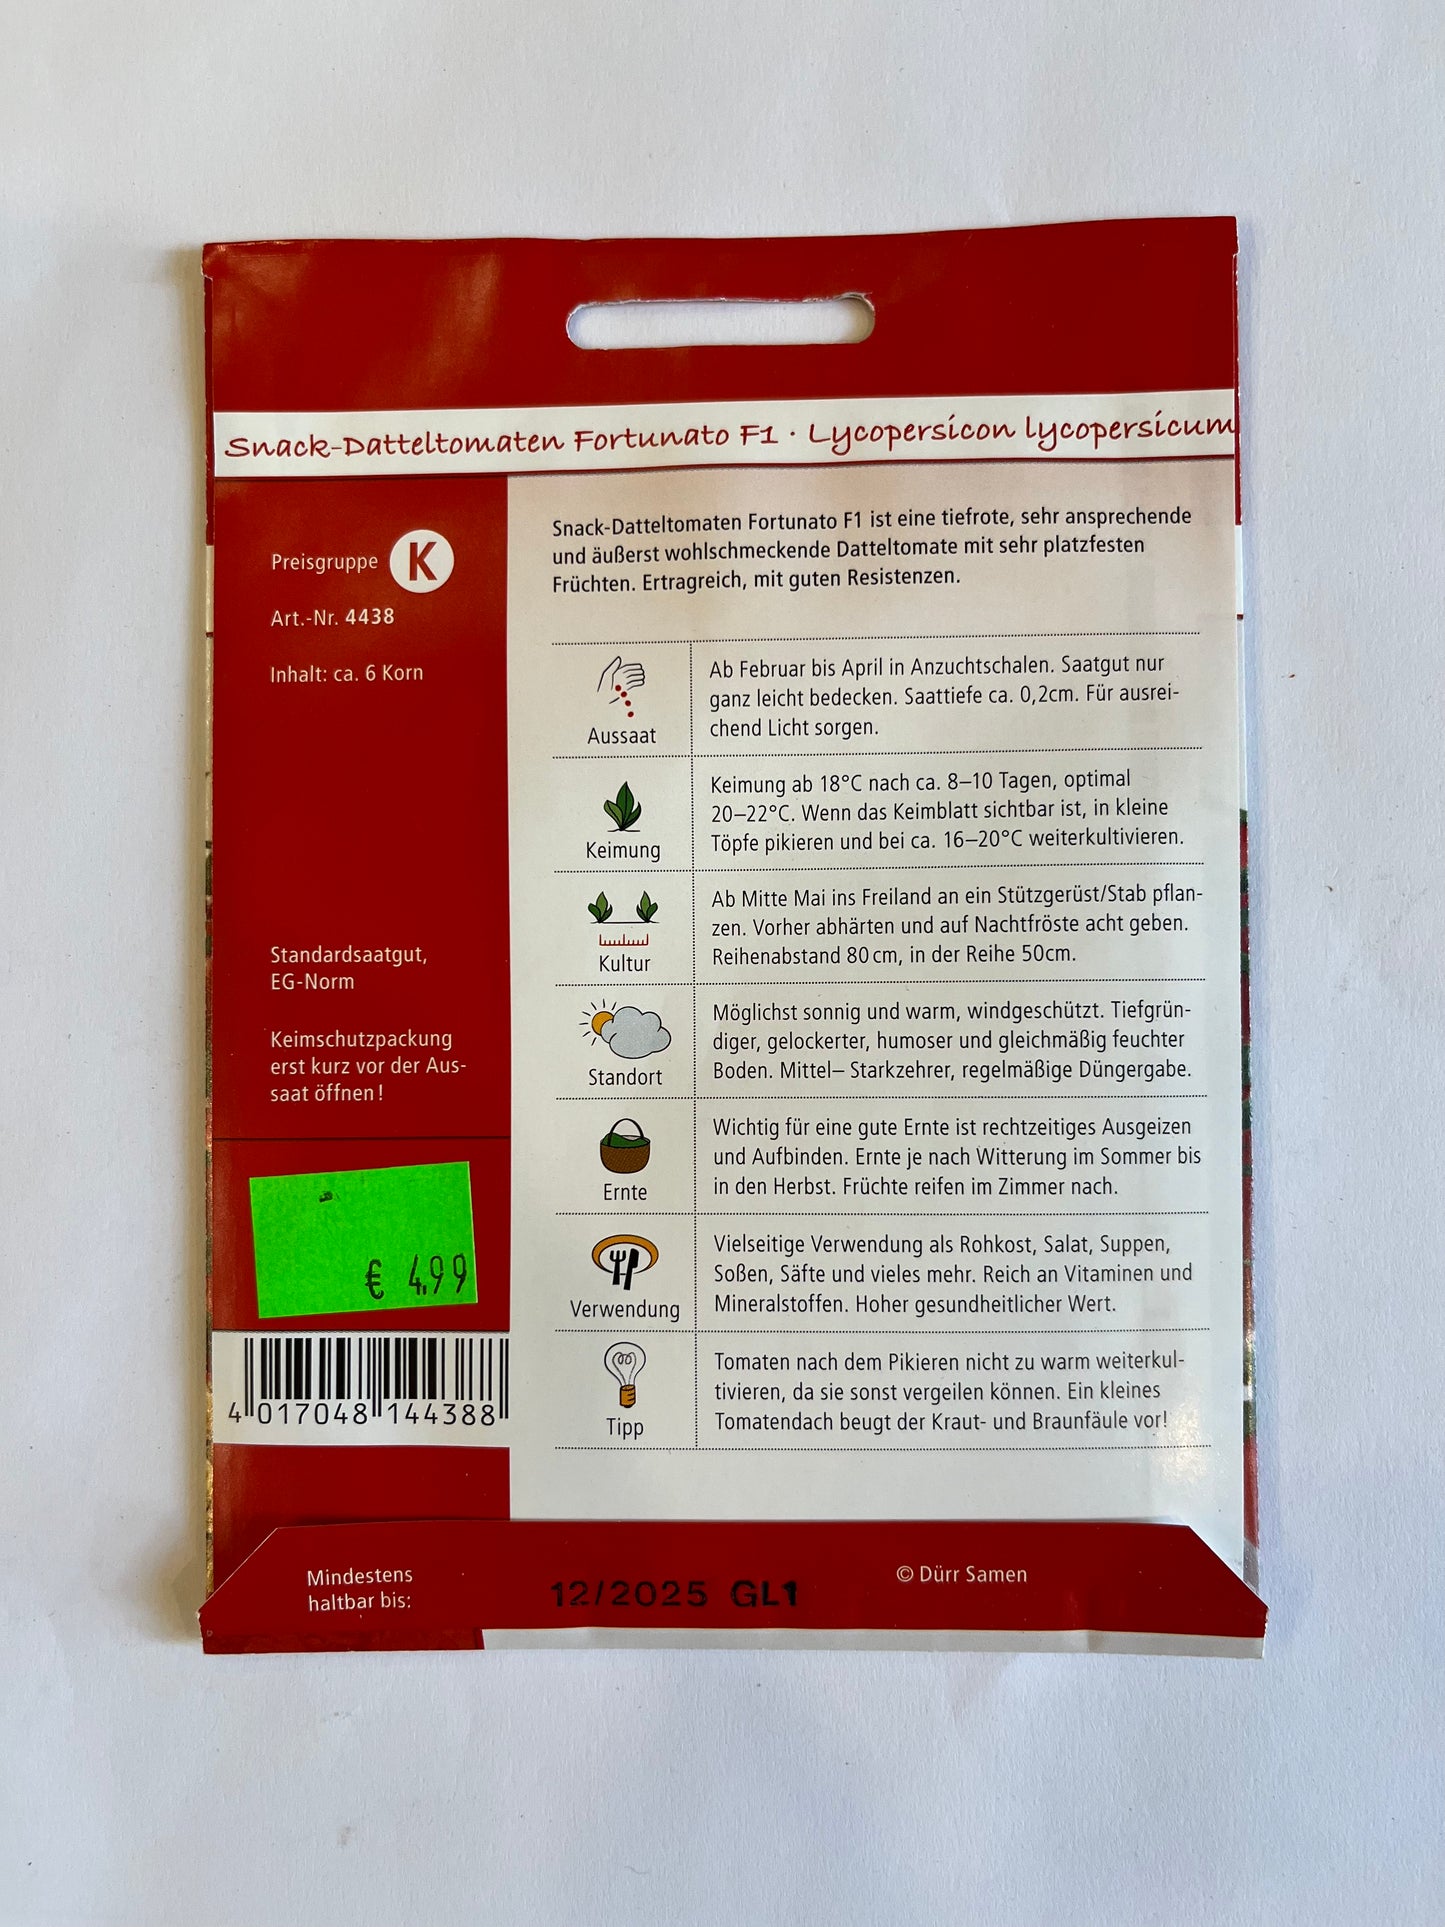 Snack-Datteltomaten Fortunato F1 · Lycopersicon lycopersicum
Preisgruppe K
Art.-Nr. 4438
Inhalt: ca. 6 Korn
Standardsaatgut,
EG-Norm
Keimschutzpackung
erst kurz vor der Aus-
saat öffnen!
€ 4,99
4 017048 144388
Snack-Datteltomaten Fortunato F1 ist eine tiefrote, sehr ansprechende
und äußerst wohlschmeckende Datteltomate mit sehr platzfesten
Früchten. Ertragreich, mit guten Resistenzen.
Aussaat
Ab Februar bis April in Anzuchtschalen. Saatgut nur
ganz leicht bedecken. Saattiefe ca. 0,2cm. Für ausrei-
chend Licht sorgen.
Keimung
Keimung ab 18°C nach ca. 8–10 Tagen, optimal
20–22°C. Wenn das Keimblatt sichtbar ist, in kleine
Töpfe pikieren und bei ca. 16–20°C weiterkultivieren.
Kultur
Ab Mitte Mai ins Freiland an ein Stützgerüst/Stab pflan-
zen. Vorher abhärten und auf Nachtfröste acht geben.
Reihenabstand 80 cm, in der Reihe 50cm.
Standort
Möglichst sonnig und warm, windgeschützt. Tiefgrün-
diger, gelockerter, humoser und gleichmäßig feuchter
Boden. Mittel– Starkzehrer, regelmäßige Düngergabe.
Ernte
Wichtig für eine gute Ernte ist rechtzeitiges Ausgeizen
und Aufbinden. Ernte je nach Witterung im Sommer bis
in den Herbst. Früchte reifen im Zimmer nach.
Verwendung
Vielseitige Verwendung als Rohkost, Salat, Suppen,
Soßen, Säfte und vieles mehr. Reich an Vitaminen und
Mineralstoffen. Hoher gesundheitlicher Wert.
Tipp
Tomaten nach dem Pikieren nicht zu warm weiterkul-
tivieren, da sie sonst vergeilen können. Ein kleines
Tomatendach beugt der Kraut- und Braunfäule vor!
Mindestens
haltbar bis:
12/2025 GL1
© Dürr Samen